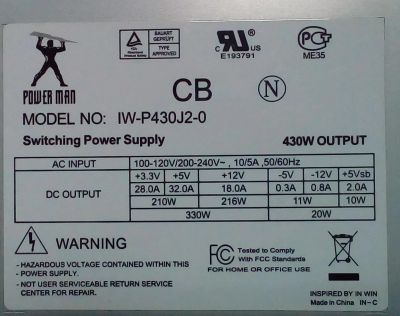 BAUART GEPRÜFT
TYPE APPROVED
c RU US
E193791
PCT
ME35
POWER MAN
CB
N
MODEL NO: IW-P430J2-0
Switching Power Supply 430W OUTPUT
AC INPUT 100-120V/200-240V~, 10/5A ,50/60Hz
DC OUTPUT +3.3V +5V +12V -5V -12V +5Vsb
28.0A 32.0A 18.0A 0.3A 0.8A 2.0A
210W 216W 11W 10W
330W 20W
WARNING
- HAZARDOUS VOLTAGE CONTAINED WITHIN THIS
- POWER SUPPLY.
- NOT USER SERVICEABLE RETURN SERVICE
CENTER FOR REPAIR.
FC Tested to Comply
With FCC Standards
FOR HOME OR OFFICE USE
INSPIRED BY IN WIN
Made in China IN-C